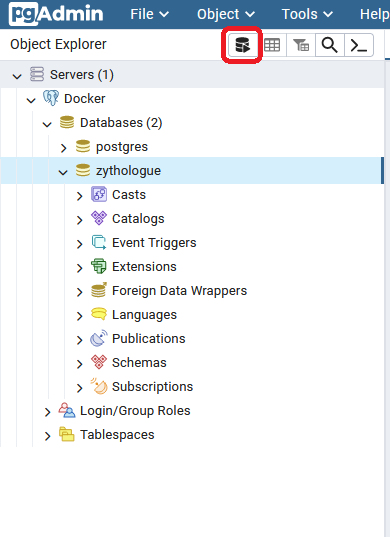 pgAdmin File Object Tools Help
Object Explorer
Servers (1)
Docker
Databases (2)
postgres
zythologue
Casts
Catalogs
Event Triggers
Extensions
Foreign Data Wrappers
Languages
Publications
Schemas
Subscriptions
Login/Group Roles
Tablespaces